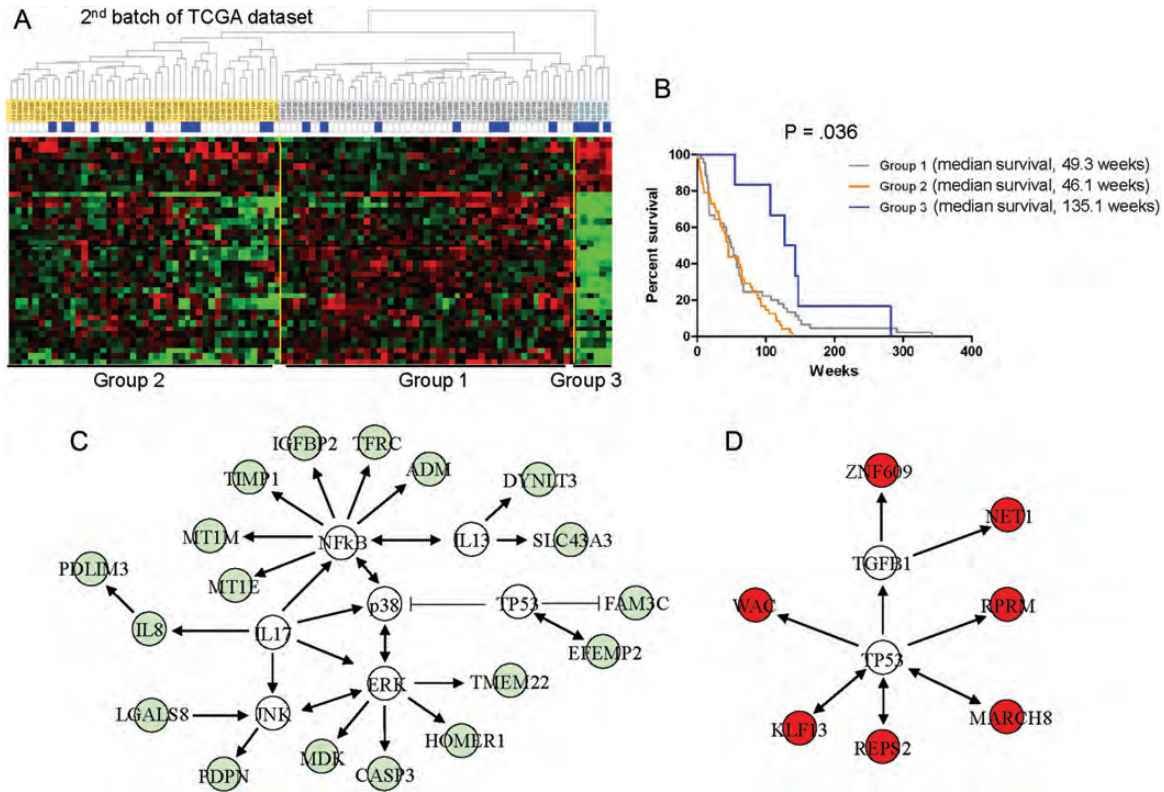 A
2nd batch of TCGA dataset
Group 2
Group 1
Group 3
B
P = .036
Percent survival
100
80
60
40
20
0
0
100
200
300
400
Weeks
Group 1 (median survival, 49.3 weeks)
Group 2 (median survival, 46.1 weeks)
Group 3 (median survival, 135.1 weeks)
C
IGFBP2
TFRC
TIMP1
ADM
DYNLT3
MT1M
NFkB
IL13
SLC43A3
PDLIM3
MT1E
p38
TP53
FAM3C
IL8
IL17
EFEMP2
ERK
TMEM22
LGALS8
JNK
HOMER1
PDPN
MDK
CASP3
D
ZNF609
NET1
TGFB1
WAC
RPRM
TP53
KLF13
MARCH8
REPS2